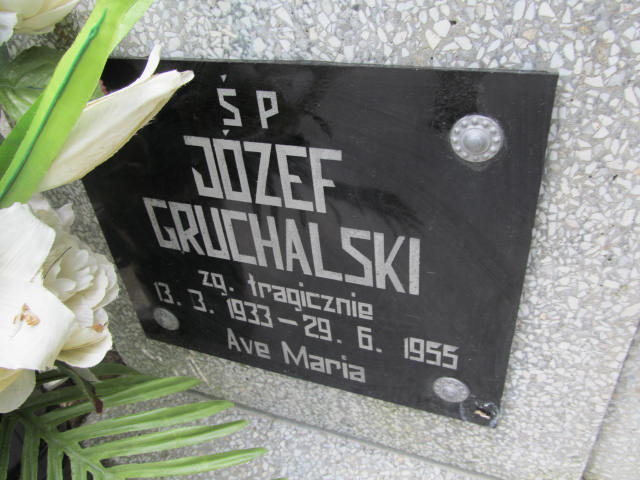 Ś P
JÓZEF
GRUCHALSKI
zg. tragicznie
13. 3. 1933 – 29. 6. 1955
Ave Maria